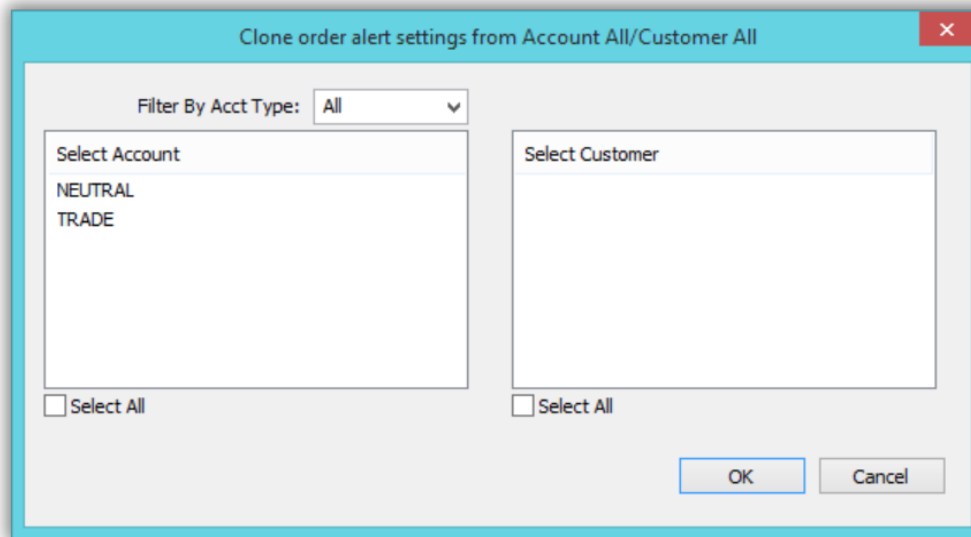 Clone order alert settings from Account All/Customer All
Filter By Acct Type: All
Select Account
NEUTRAL
TRADE
Select Customer
Select All
Select All
OK
Cancel